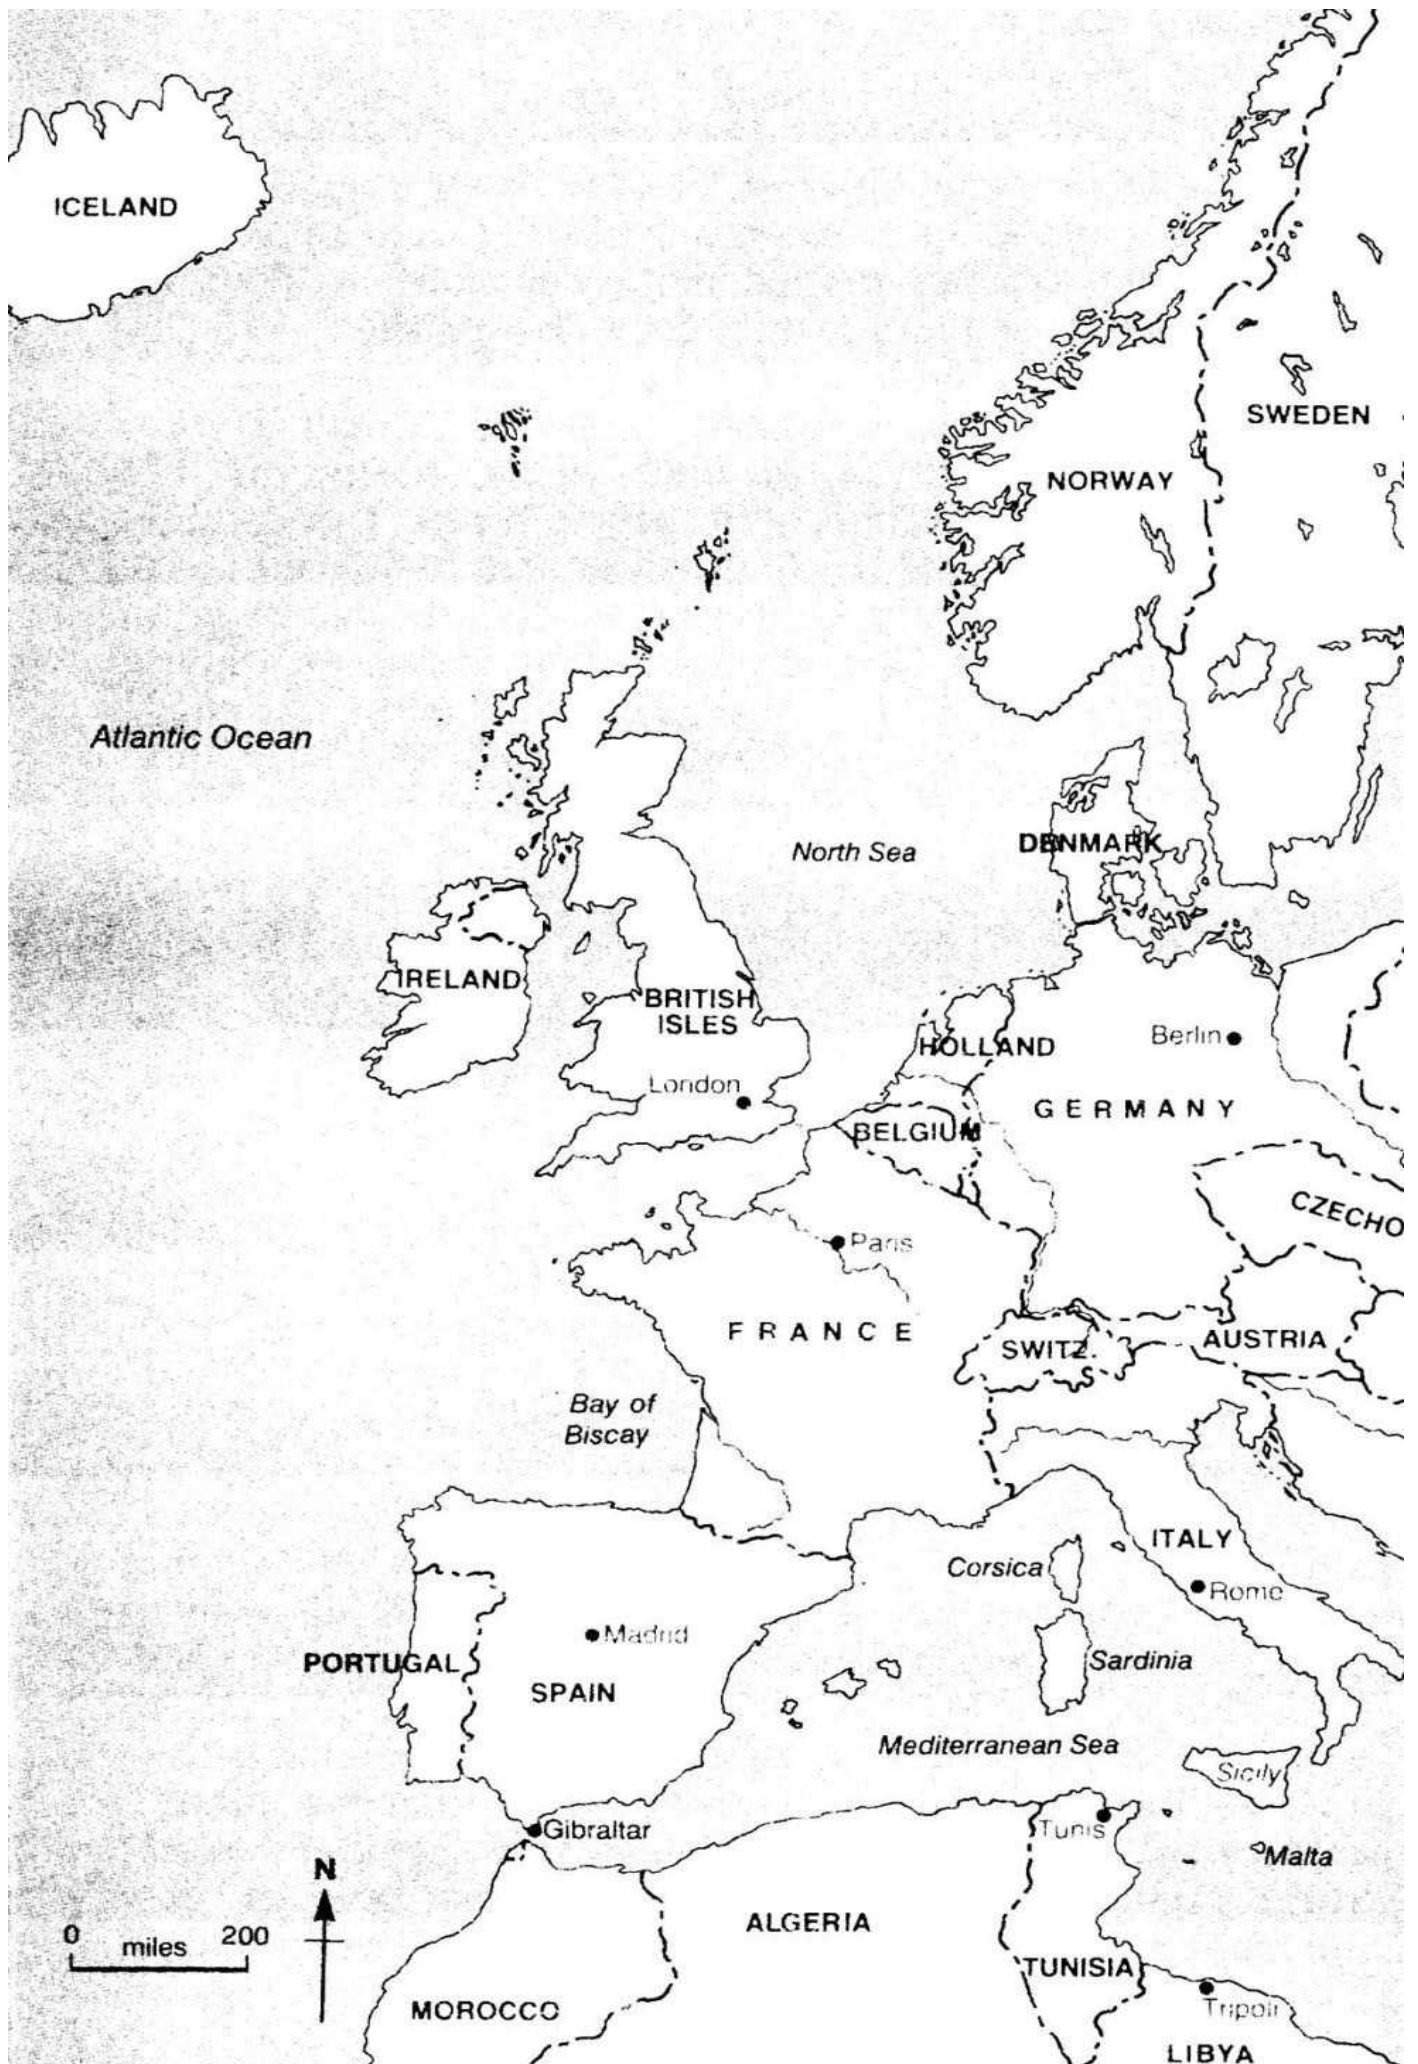 ICELAND
SWEDEN
NORWAY
Atlantic Ocean
North Sea
DENMARK
IRELAND
BRITISH
ISLES
HOLLAND
Berlin
London
GERMANY
BELGIUM
CZECHO
Paris
FRANCE
SWITZ.
AUSTRIA
Bay of
Biscay
ITALY
Corsica
Rome
Madrid
PORTUGAL
Sardinia
SPAIN
Mediterranean Sea
Sicily
Gibraltar
Tunis
Malta
N
ALGERIA
0 miles 200
TUNISIA
MOROCCO
Tripoli
LIBYA